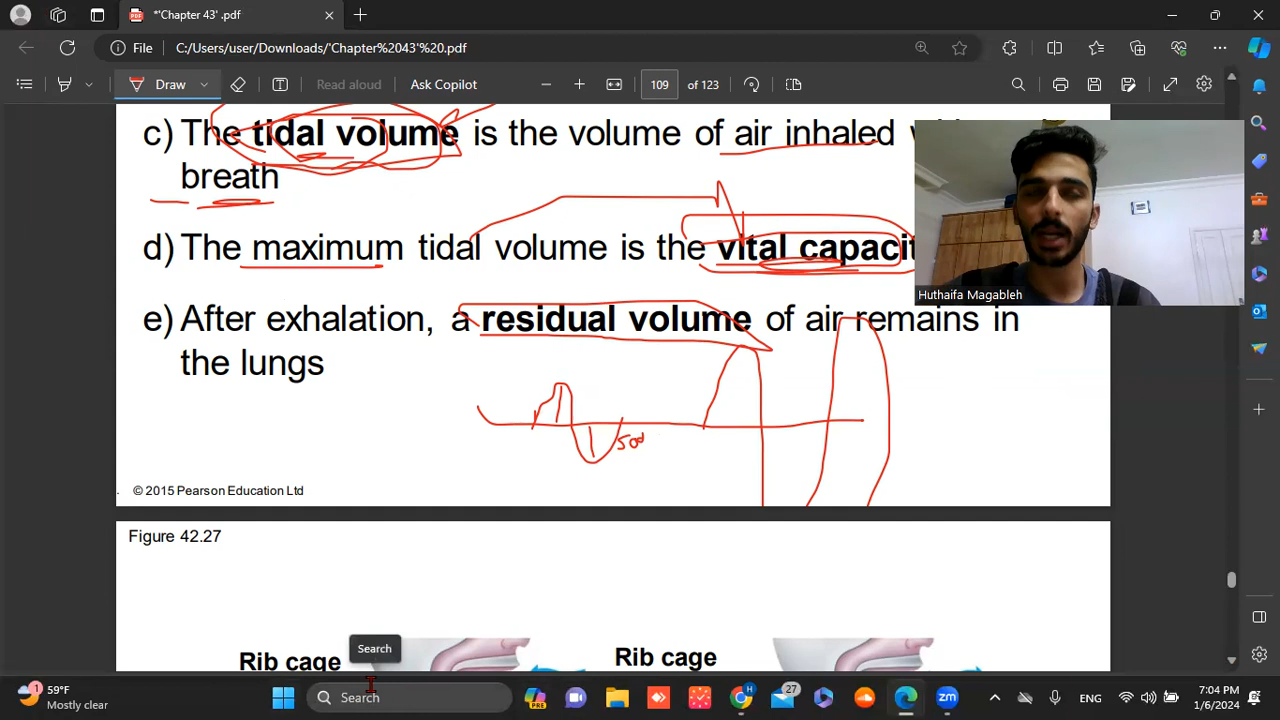 *'Chapter 43' .pdf
File
C:/Users/user/Downloads/'Chapter%2043'%20.pdf
Draw
Read aloud
Ask Copilot
109
of 123
c) The tidal volume is the volume of air inhaled
breath
d) The maximum tidal volume is the vital capacit
Huthaifa Magableh
e) After exhalation, a residual volume of air remains in
the lungs
© 2015 Pearson Education Ltd
Figure 42.27
Rib cage
Rib cage
Search
1
59°F
Mostly clear
Search
PRE
27
ENG
7:04 PM
1/6/2024